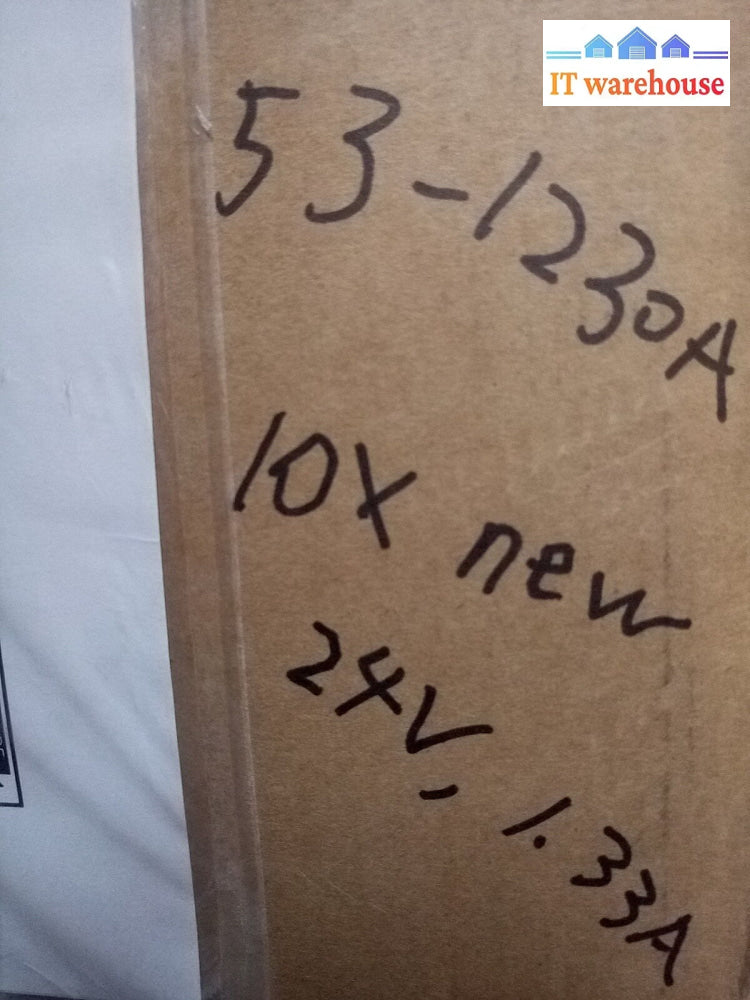 IT warehouse
53-1230A
10X new
24V, 1.33A